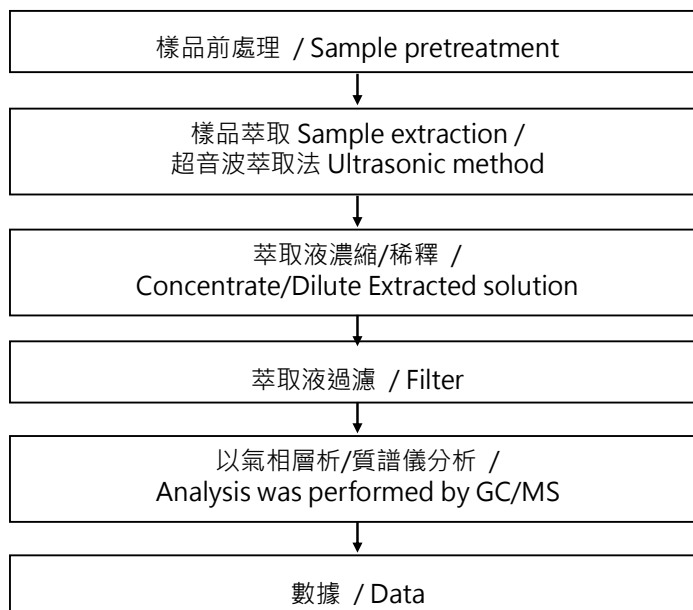 樣品前處理 / Sample pretreatment
樣品萃取 Sample extraction /
超音波萃取法 Ultrasonic method
萃取液濃縮/稀釋 /
Concentrate/Dilute Extracted solution
萃取液過濾 / Filter
以氣相層析/質譜儀分析 /
Analysis was performed by GC/MS
數據 / Data